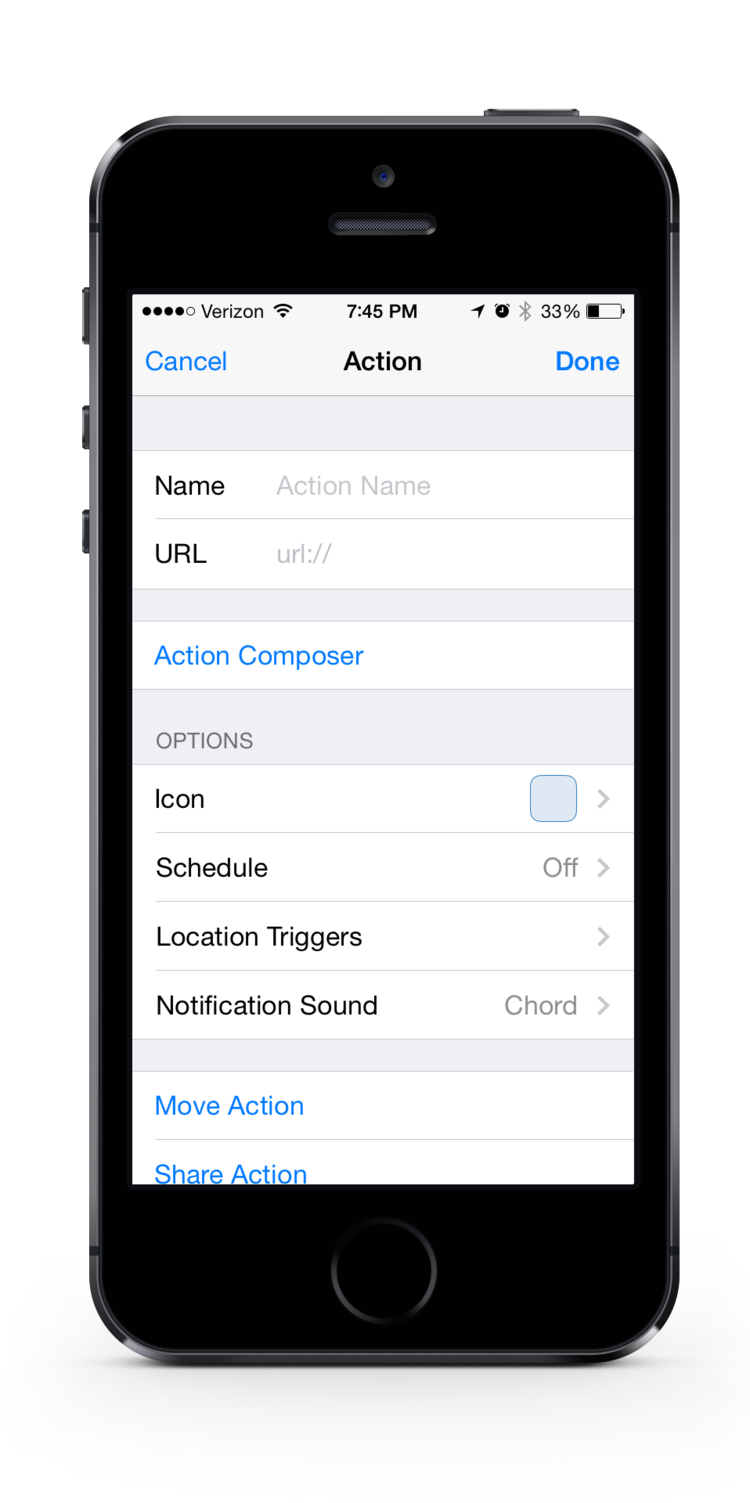 Verizon 7:45 PM 33%
Cancel Action Done
Name Action Name
URL url://
Action Composer
OPTIONS
Icon
Schedule Off
Location Triggers
Notification Sound Chord
Move Action
Share Action